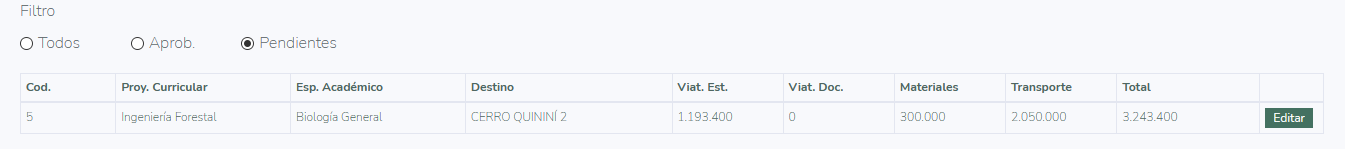 Filtro
Todos Aprob. Pendientes
Cod. Proy. Curricular Esp. Académico Destino Viat. Est. Viat. Doc. Materiales Transporte Total
5 Ingeniería Forestal Biología General CERRO QUININÍ 2 1.193.400 0 300.000 2.050.000 3.243.400 Editar